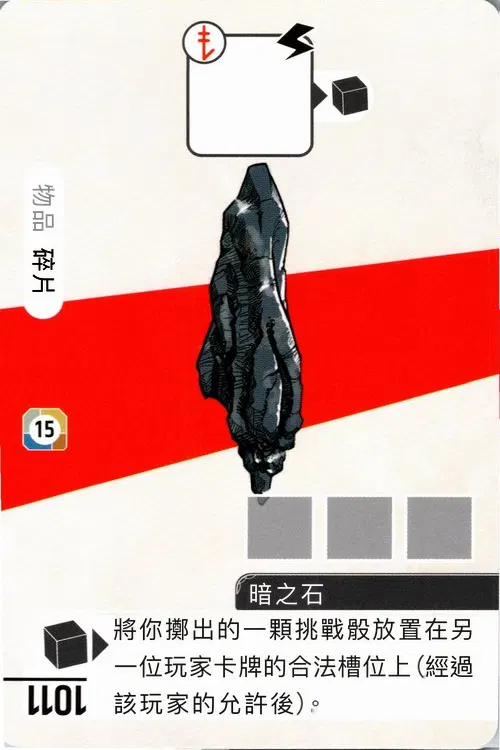 物品 碎片
15
暗之石
將你擲出的一顆挑戰骰放置在另
一位玩家卡牌的合法槽位上（經過
該玩家的允許後）。
1011